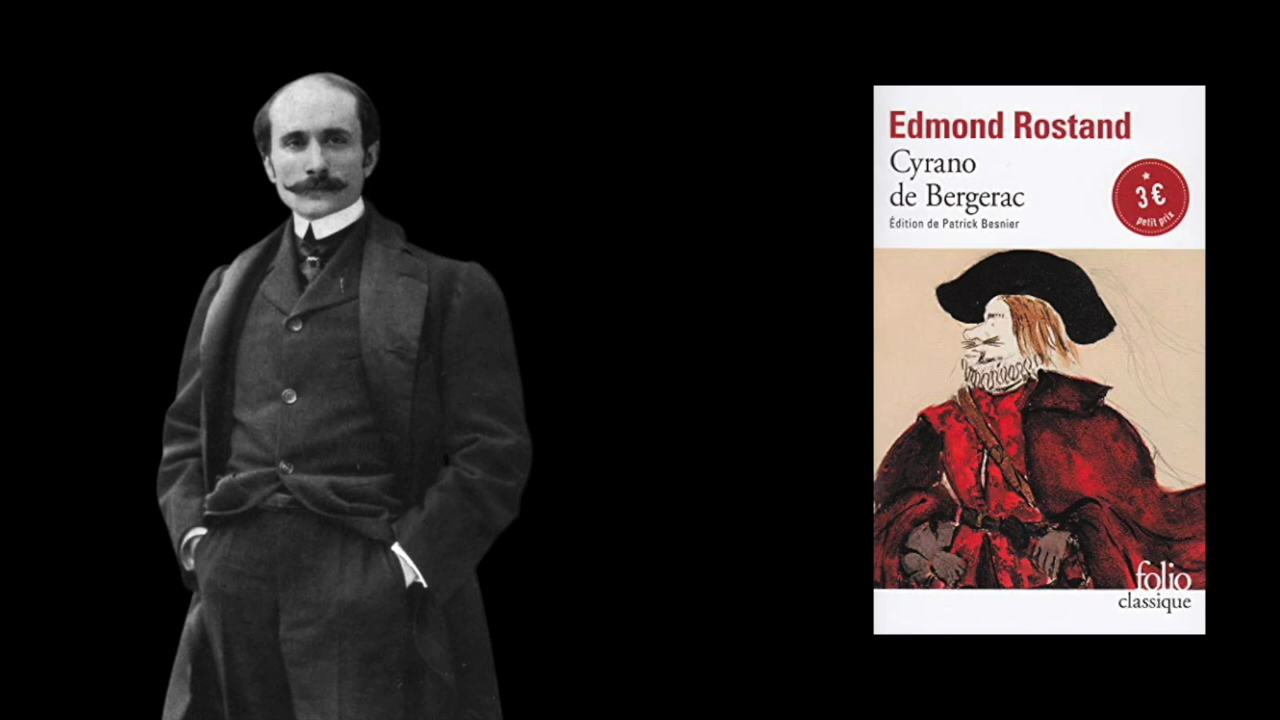 Edmond Rostand
Cyrano
de Bergerac
Édition de Patrick Besnier
3 €
petit prix
folio
classique